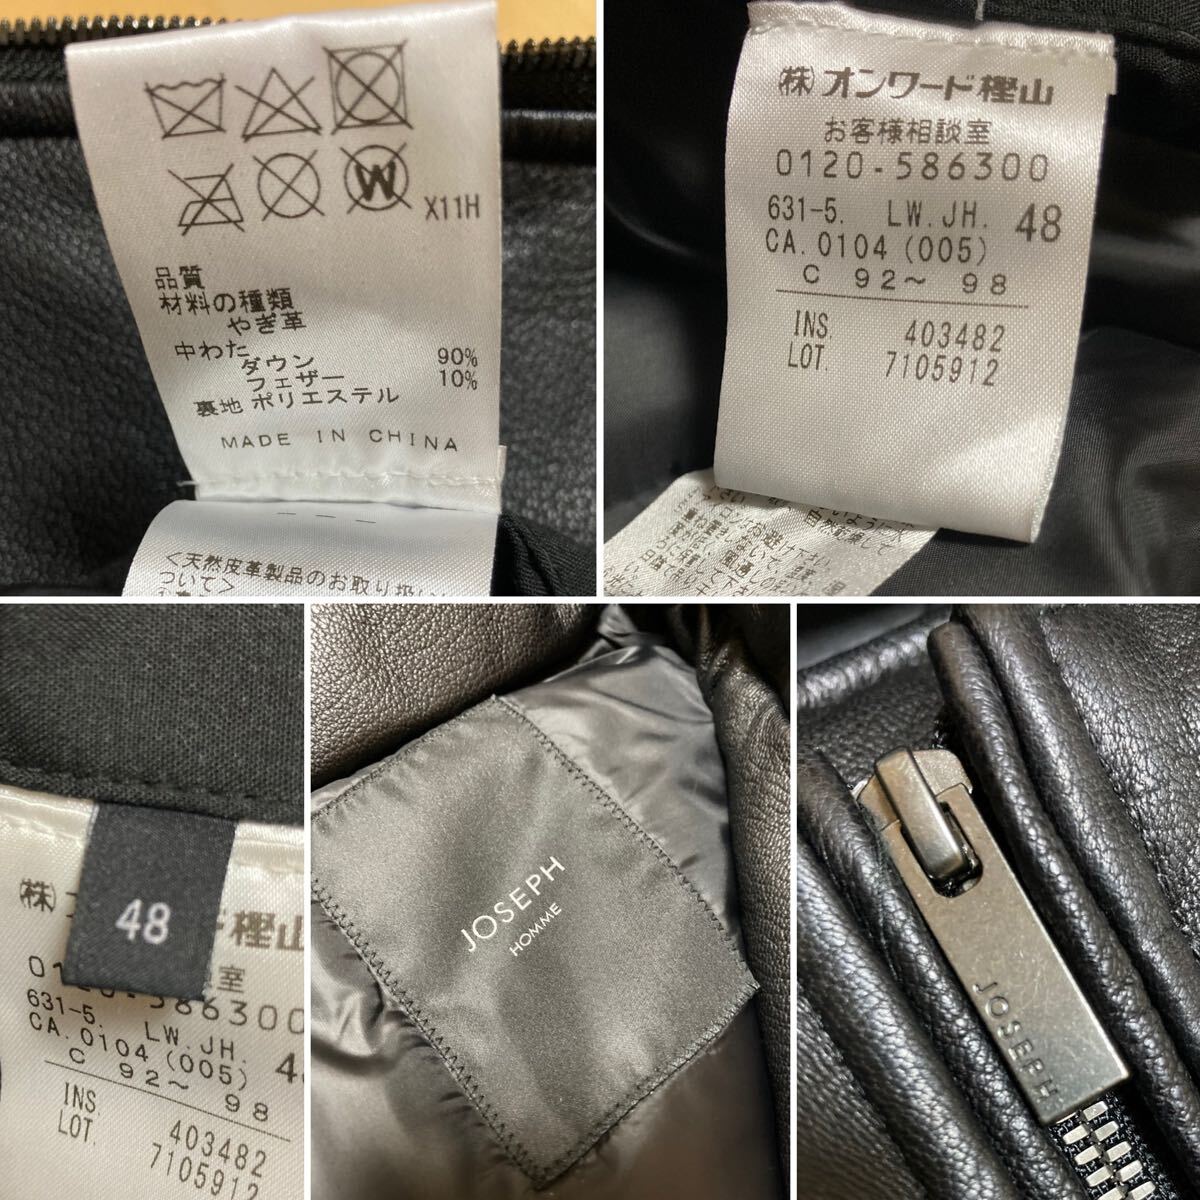 W
X11H
品質
材料の種類
やぎ革
中わた
ダウン 90%
フェザー 10%
裏地 ポリエステル
MADE IN CHINA
<天然皮革製品のお取り扱い
ついて>
(株)オンワード樫山
お客様相談室
0120-586300
631-5. LW.JH. 48
CA.0104(005)
C 92～ 98
INS. 403482
LOT. 7105912
48
(株)オ 樫山
室
586300
631-5. LW.JH.
CA.0104(005)
C 92～ 98
INS. 403482
LOT. 7105912
JOSEPH
HOMME
JOSEPH